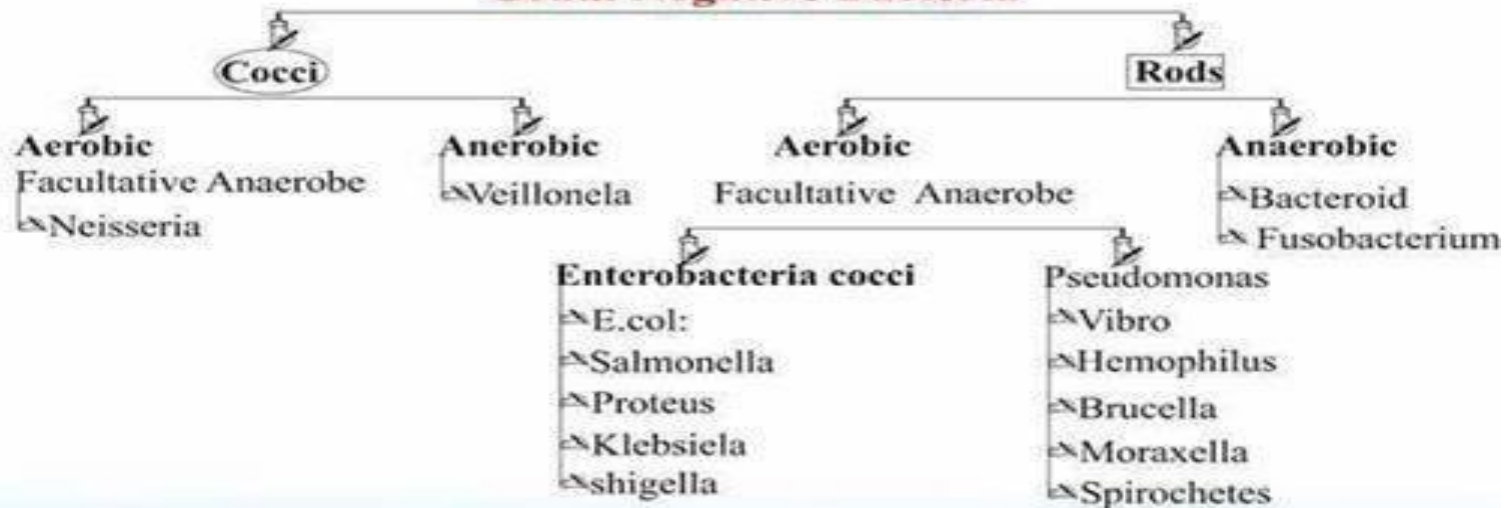 Cocci
Rods
Aerobic
Facultative Anaerobe
Neisseria
Anerobic
Veillonela
Aerobic
Facultative Anaerobe
Enterobacteria cocci
E.col:
Salmonella
Proteus
Klebsiela
shigella
Pseudomonas
Vibro
Hemophilus
Brucella
Moraxella
Spirochetes
Anaerobic
Bacteroid
Fusobacterium